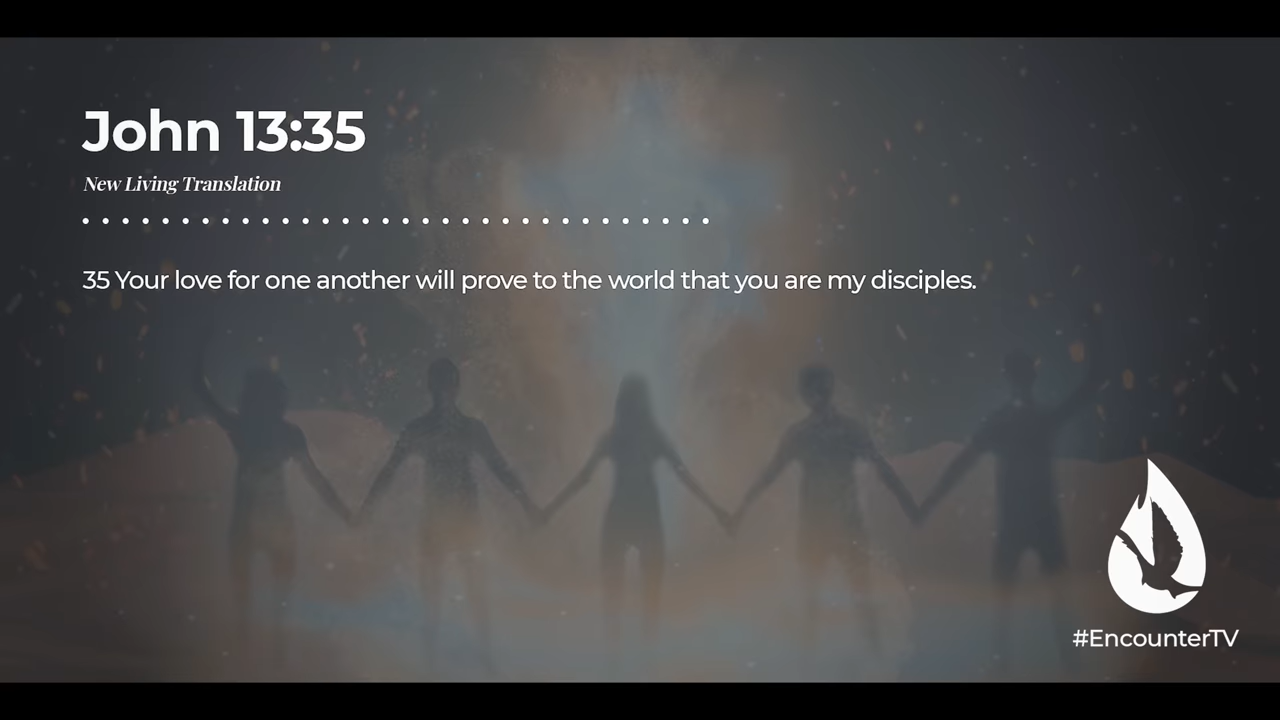 John 13:35
New Living Translation
35 Your love for one another will prove to the world that you are my disciples.
#EncounterTV